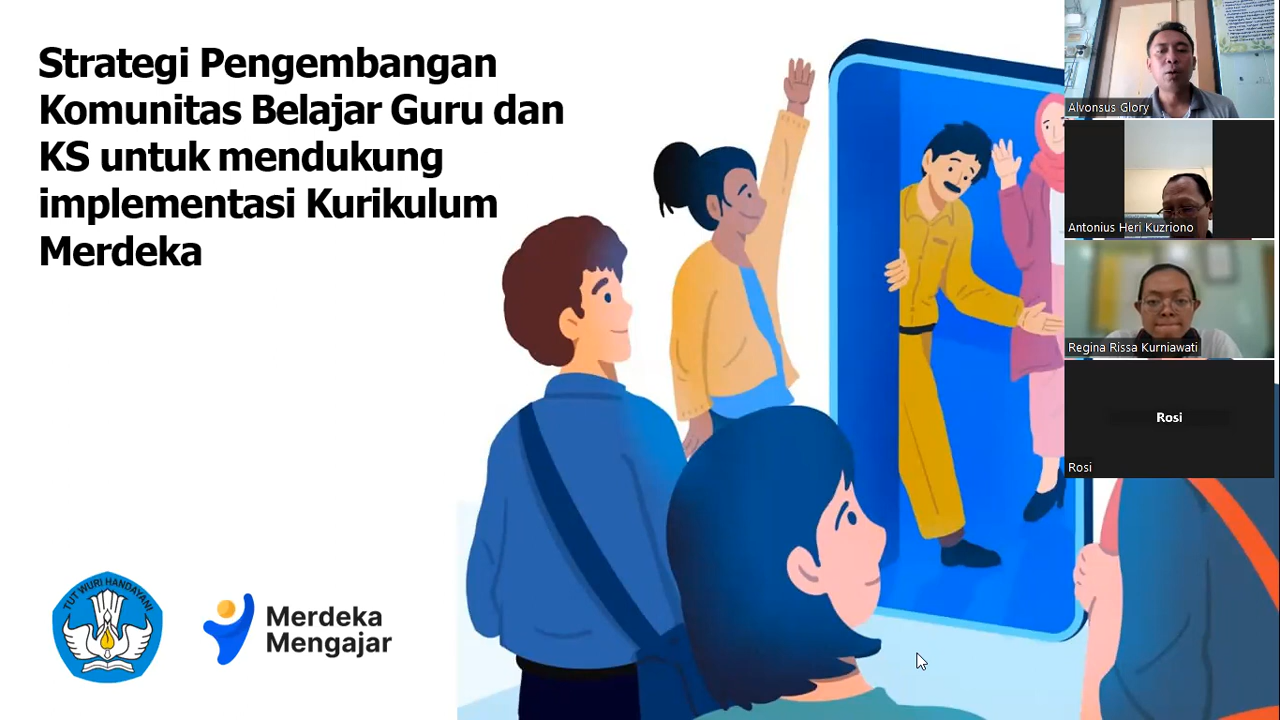 Strategi Pengembangan
Komunitas Belajar Guru dan
KS untuk mendukung
implementasi Kurikulum
Merdeka
TUT WURI HANDAYANI
Merdeka
Mengajar
Alvonsus Glory
Antonius Heri Kuzriono
Regina Rissa Kurniawati
Rosi
Rosi